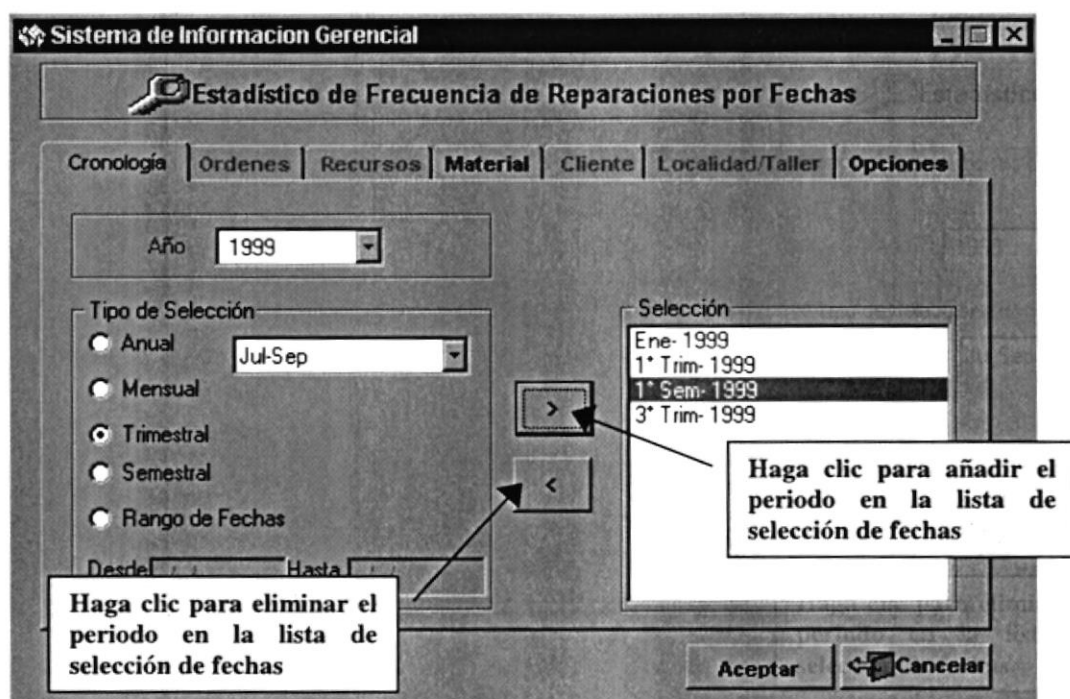 Sistema de Informacion Gerencial
Estadístico de Frecuencia de Reparaciones por Fechas
Cronología Ordenes Recursos Material Cliente Localidad/Taller Opciones
Año 1999
Tipo de Selección
Anual Jul-Sep
Mensual
Trimestral
Semestral
Rango de Fechas
Desde / / Hasta / /
>
<
Selección
Ene- 1999
1° Trim- 1999
1° Sem- 1999
3° Trim- 1999
Haga clic para añadir el
periodo en la lista de
selección de fechas
Haga clic para eliminar el
periodo en la lista de
selección de fechas
Aceptar Cancelar